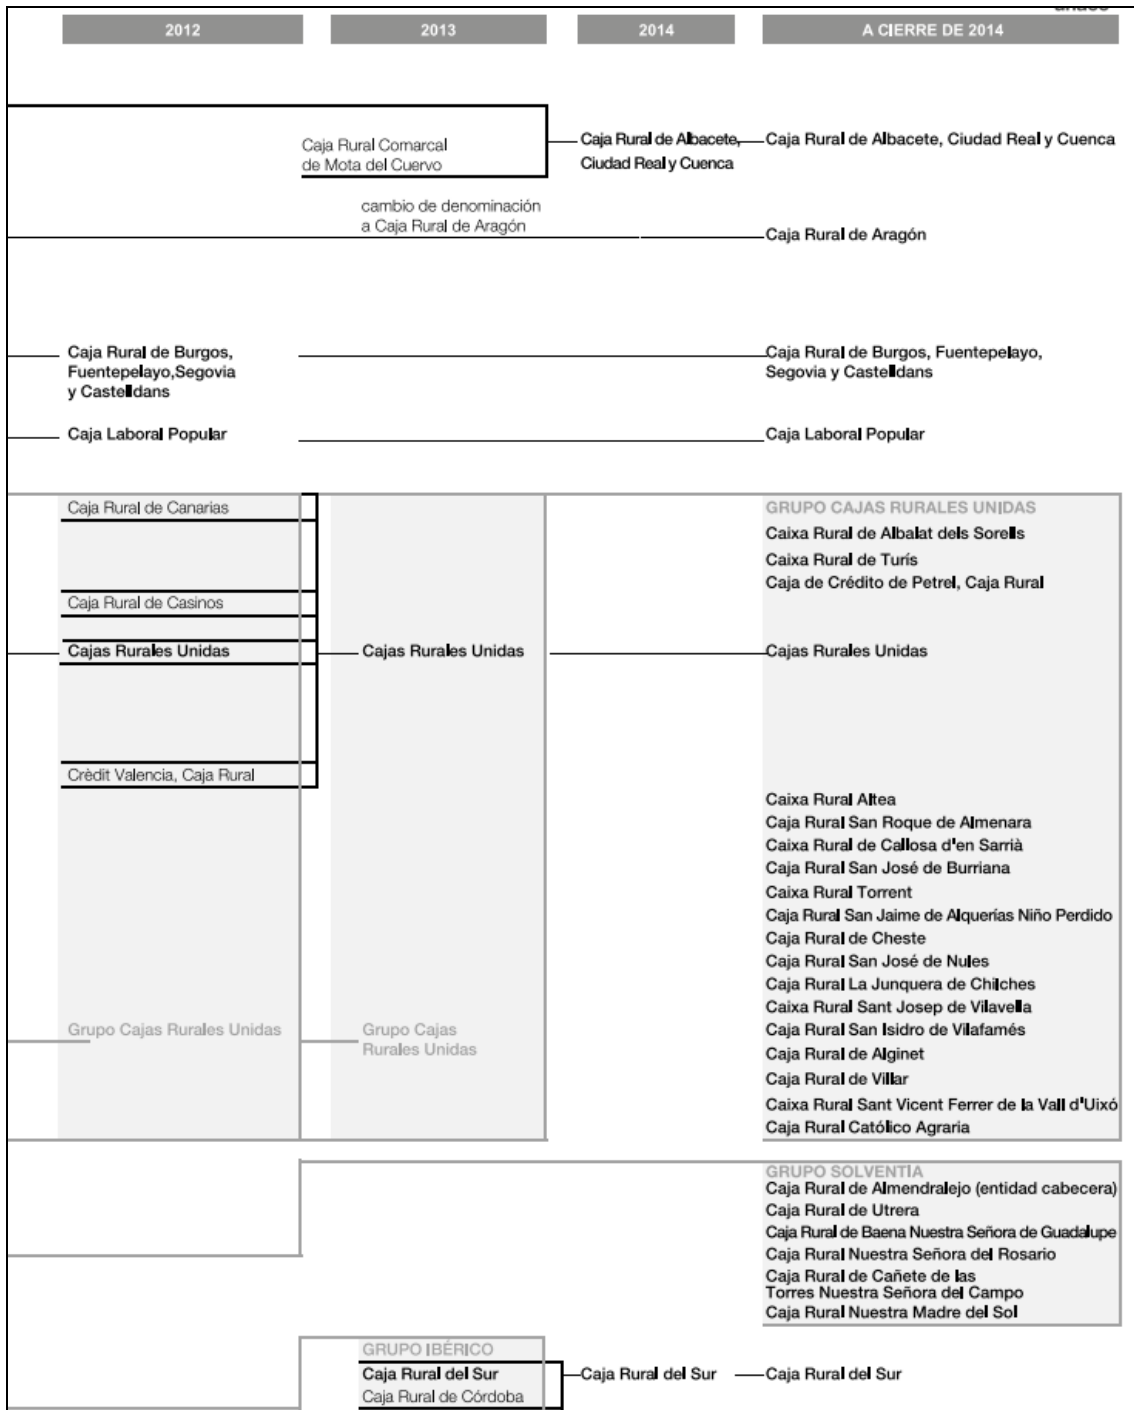 2012 2013 2014 A CIERRE DE 2014
Caja Rural Comarcal
de Mota del Cuervo
Caja Rural de Albacete,
Ciudad Real y Cuenca
Caja Rural de Albacete, Ciudad Real y Cuenca
cambio de denominación
a Caja Rural de Aragón
Caja Rural de Aragón
Caja Rural de Burgos,
Fuentepelayo,Segovia
y Castelldans
Caja Rural de Burgos, Fuentepelayo,
Segovia y Castelldans
Caja Laboral Popular
Caja Laboral Popular
Caja Rural de Canarias
Caja Rural de Casinos
Cajas Rurales Unidas
Crèdit Valencia, Caja Rural
Grupo Cajas Rurales Unidas
Cajas Rurales Unidas
Grupo Cajas
Rurales Unidas
GRUPO CAJAS RURALES UNIDAS
Caixa Rural de Albalat dels Sorells
Caixa Rural de Turís
Caja de Crédito de Petrel, Caja Rural
Cajas Rurales Unidas
Caixa Rural Altea
Caja Rural San Roque de Almenara
Caixa Rural de Callosa d'en Sarrià
Caja Rural San José de Burriana
Caixa Rural Torrent
Caja Rural San Jaime de Alquerías Niño Perdido
Caja Rural de Cheste
Caja Rural San José de Nules
Caja Rural La Junquera de Chilches
Caixa Rural Sant Josep de Vilavella
Caja Rural San Isidro de Vilafamés
Caja Rural de Alginet
Caja Rural de Villar
Caixa Rural Sant Vicent Ferrer de la Vall d'Uixó
Caja Rural Católico Agraria
GRUPO SOLVENTIA
Caja Rural de Almendralejo (entidad cabecera)
Caja Rural de Utrera
Caja Rural de Baena Nuestra Señora de Guadalupe
Caja Rural Nuestra Señora del Rosario
Caja Rural de Cañete de las
Torres Nuestra Señora del Campo
Caja Rural Nuestra Madre del Sol
GRUPO IBÉRICO
Caja Rural del Sur
Caja Rural de Córdoba
Caja Rural del Sur
Caja Rural del Sur